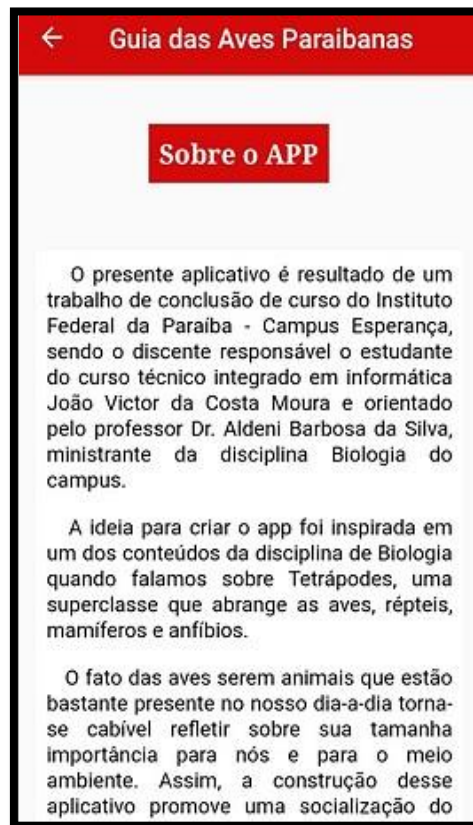 Guia das Aves Paraibanas
Sobre o APP
O presente aplicativo é resultado de um
trabalho de conclusão de curso do Instituto
Federal da Paraíba - Campus Esperança,
sendo o discente responsável o estudante
do curso técnico integrado em informática
João Victor da Costa Moura e orientado
pelo professor Dr. Aldeni Barbosa da Silva,
ministrante da disciplina Biologia do
campus.
A ideia para criar o app foi inspirada em
um dos conteúdos da disciplina de Biologia
quando falamos sobre Tetrápodes, uma
superclasse que abrange as aves, répteis,
mamíferos e anfíbios.
O fato das aves serem animais que estão
bastante presente no nosso dia-a-dia torna-
se cabível refletir sobre sua tamanha
importância para nós e para o meio
ambiente. Assim, a construção desse
aplicativo promove uma socialização do